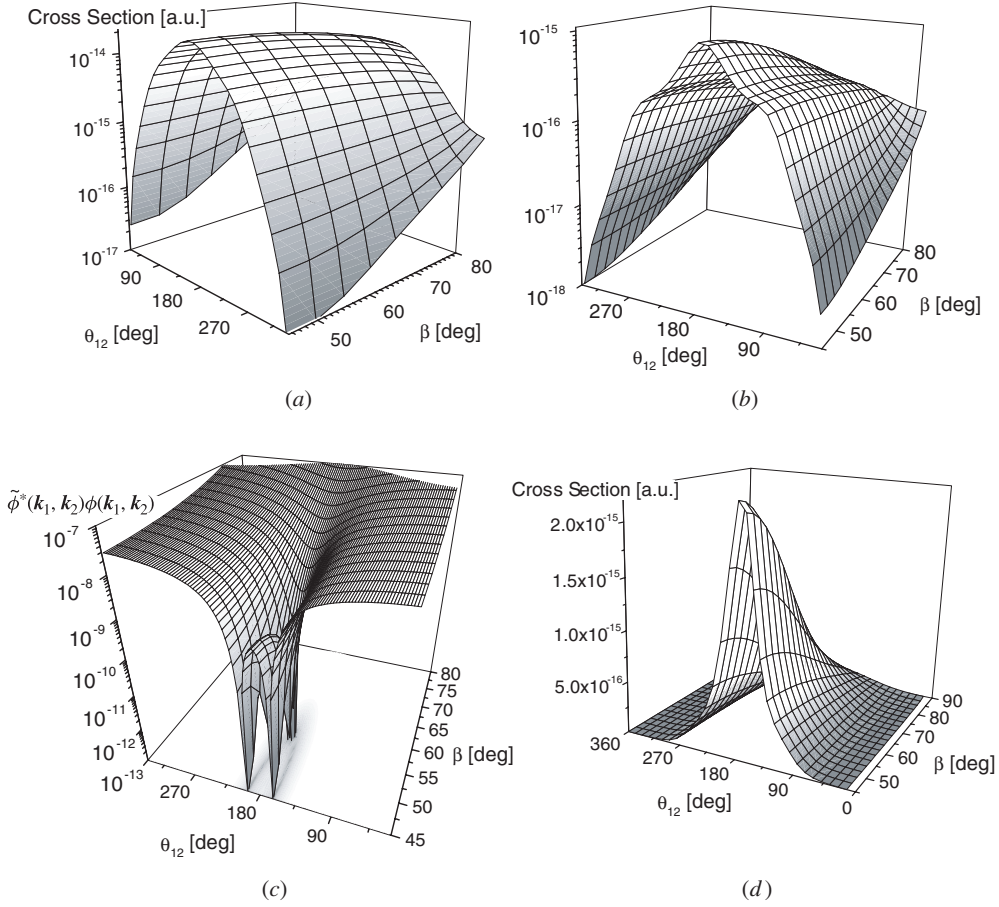 Cross Section [a.u.]
10⁻¹⁴
10⁻¹⁵
10⁻¹⁶
10⁻¹⁷
90
180
270
θ₁₂ [deg]
50
60
70
80
β [deg]
(a)
10⁻¹⁵
10⁻¹⁶
10⁻¹⁷
10⁻¹⁸
270
180
90
θ₁₂ [deg]
50
60
70
80
β [deg]
(b)
φ̃*(k₁, k₂)φ(k₁, k₂)
10⁻⁷
10⁻⁸
10⁻⁹
10⁻¹⁰
10⁻¹¹
10⁻¹²
10⁻¹³
270
180
90
θ₁₂ [deg]
45
50
55
60
65
70
75
80
β [deg]
(c)
Cross Section [a.u.]
2.0x10⁻¹⁵
1.5x10⁻¹⁵
1.0x10⁻¹⁵
5.0x10⁻¹⁶
360
270
180
90
0
θ₁₂ [deg]
50
60
70
80
90
β [deg]
(d)